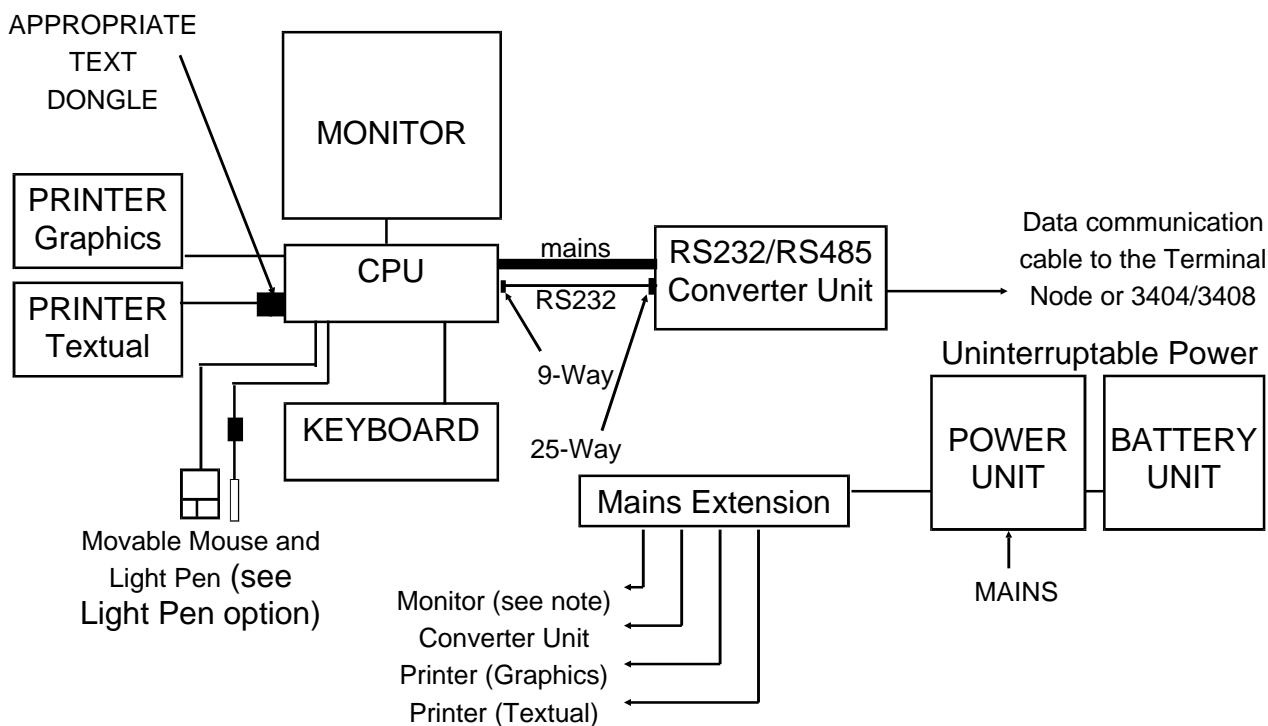 APPROPRIATE
TEXT
DONGLE
MONITOR
PRINTER
Graphics
PRINTER
Textual
CPU
mains
RS232
RS232/RS485
Converter Unit
Data communication
cable to the Terminal
Node or 3404/3408
9-Way
25-Way
KEYBOARD
Movable Mouse and
Light Pen (see
Light Pen option)
Uninterruptable Power
POWER
UNIT
BATTERY
UNIT
MAINS
Mains Extension
Monitor (see note)
Converter Unit
Printer (Graphics)
Printer (Textual)